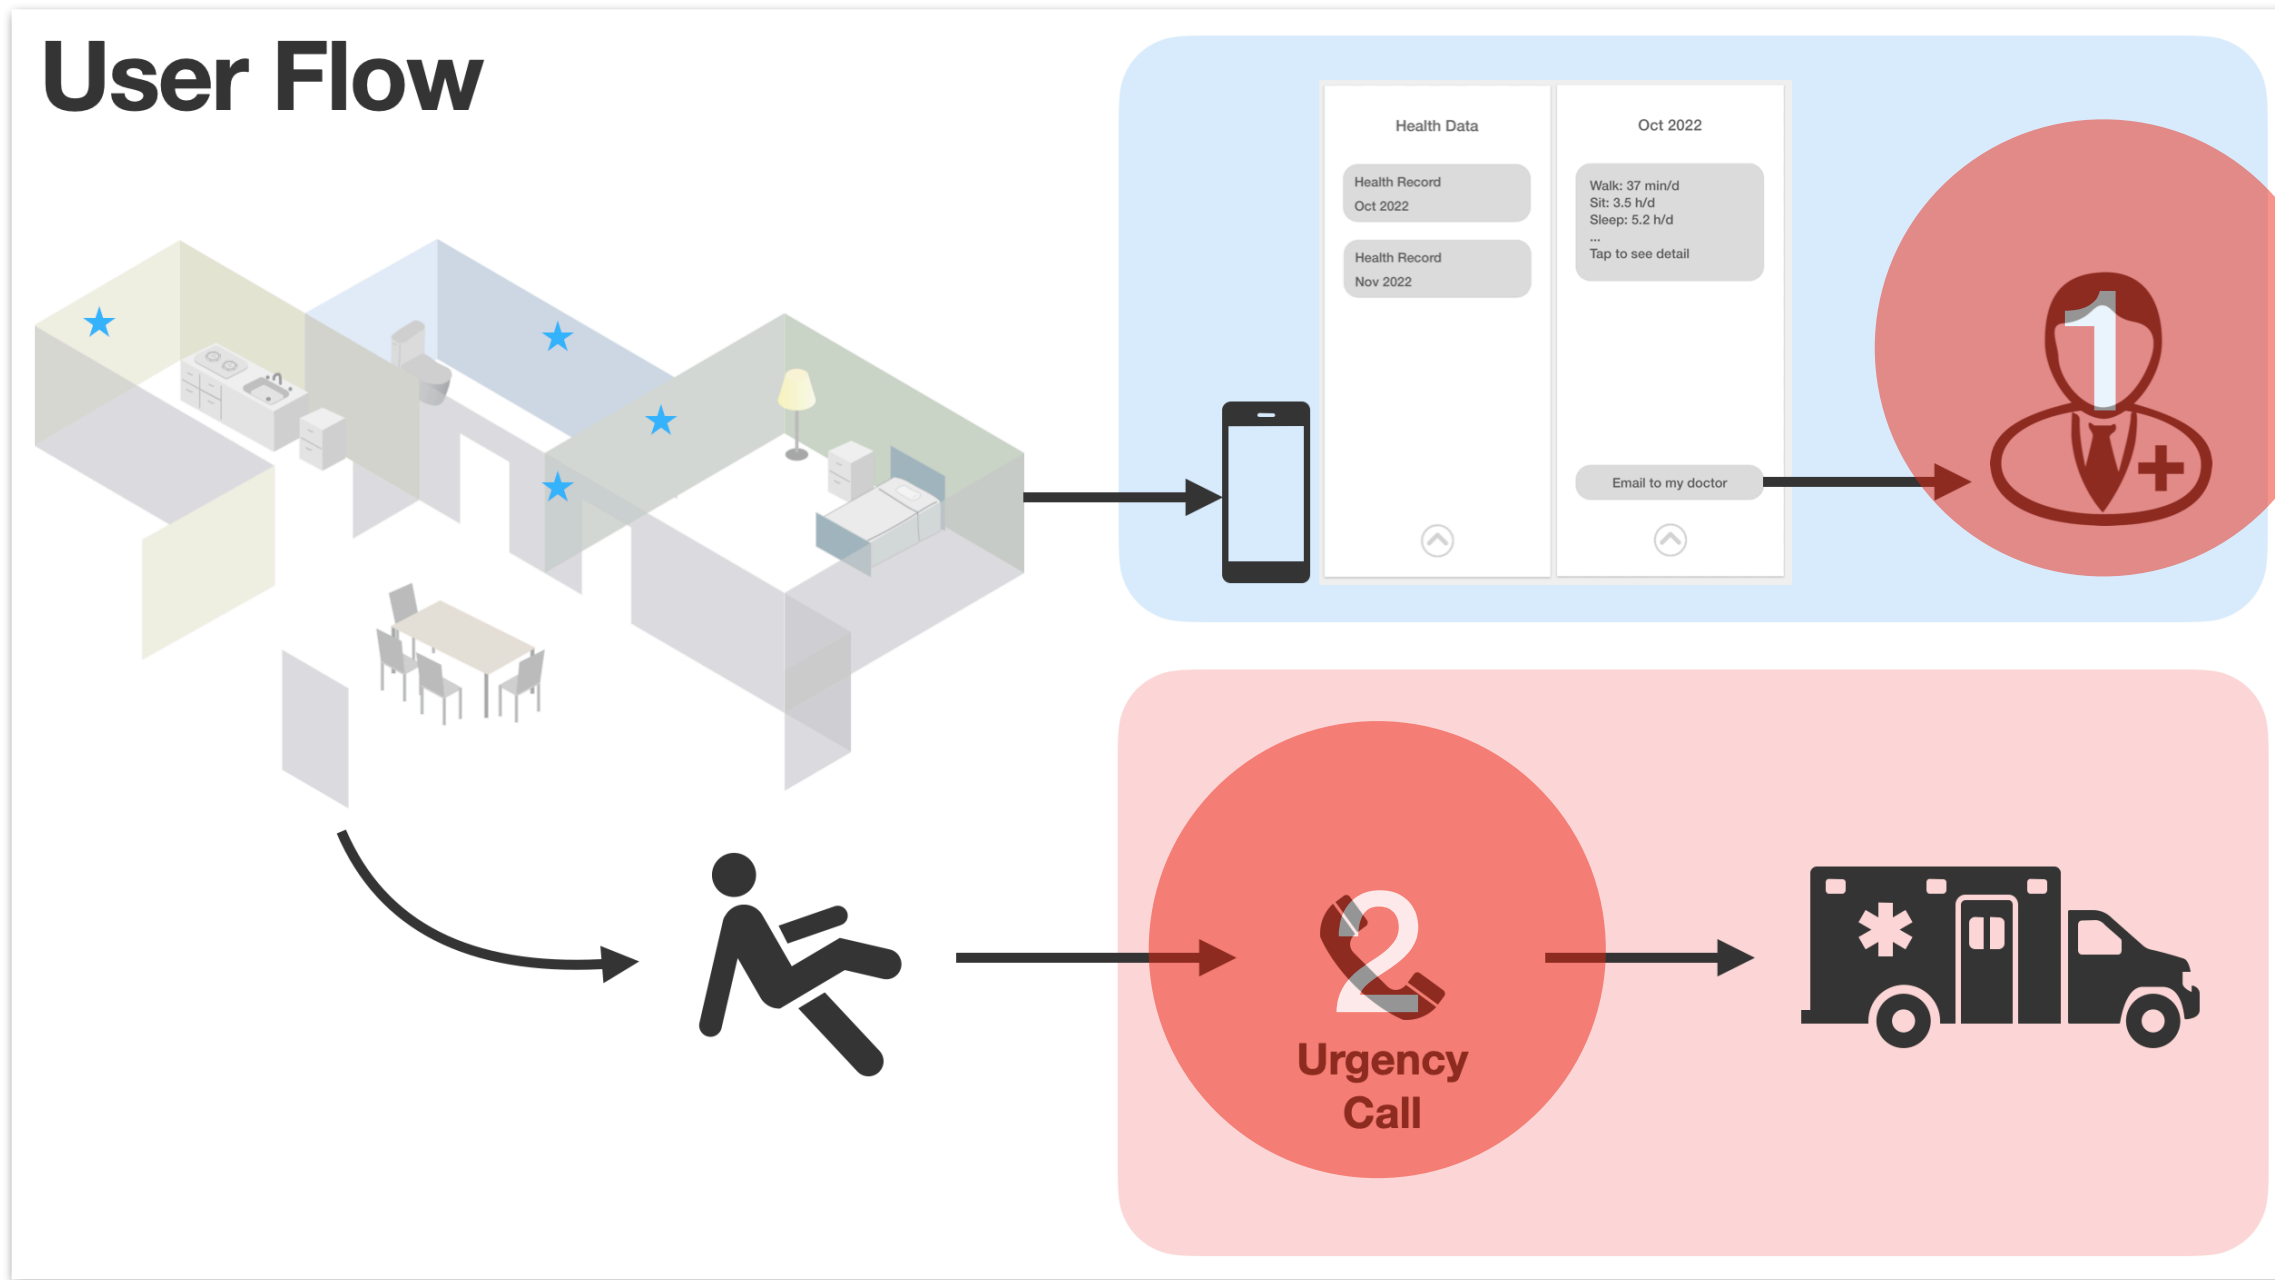 User Flow
Health Data
Health Record
Oct 2022
Health Record
Nov 2022
Oct 2022
Walk: 37 min/d
Sit: 3.5 h/d
Sleep: 5.2 h/d
...
Tap to see detail
Email to my doctor
1
2
Urgency
Call